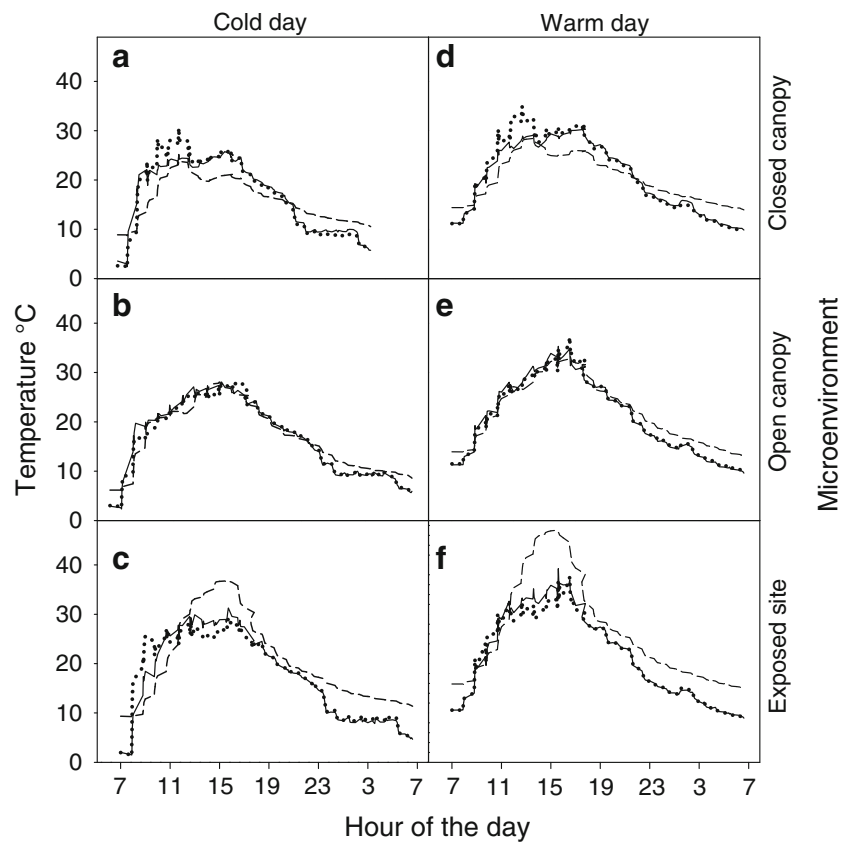 Cold day
Warm day
a
d
b
e
c
f
40
30
20
10
0
40
30
20
10
0
40
30
20
10
0
Temperature °C
Closed canopy
Open canopy
Exposed site
Microenvironment
7 11 15 19 23 3 7
7 11 15 19 23 3 7
Hour of the day